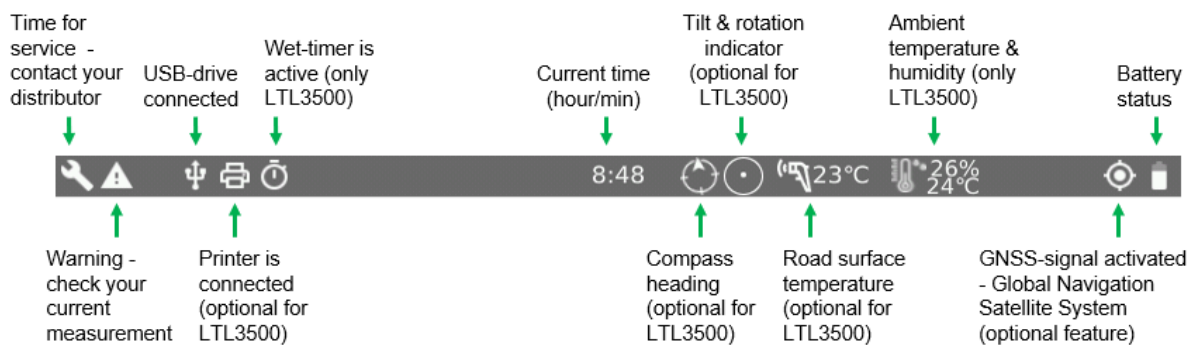 Time for
service  -
contact your
distributor
USB-drive
connected
Wet-timer is
active (only
LTL3500)
Current time
(hour/min)
Tilt & rotation
indicator
(optional for
LTL3500)
Ambient
temperature &
humidity (only
LTL3500)
Battery
status
8:48
23°C
26%
24°C
Warning -
check your
current
measurement
Printer is
connected
(optional for
LTL3500)
Compass
heading
(optional for
LTL3500)
Road surface
temperature
(optional for
LTL3500)
GNSS-signal activated
- Global Navigation
Satellite System
(optional feature)